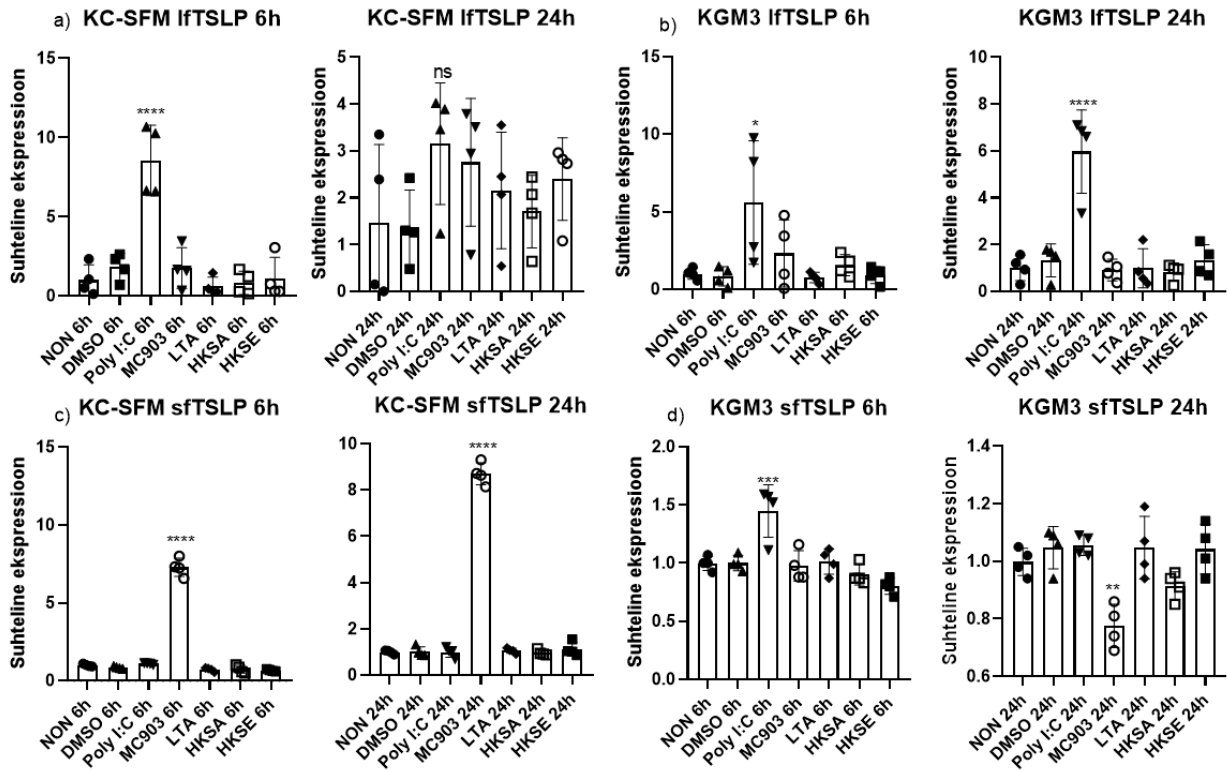 a) KC-SFM lfTSLP 6h
Suhteline ekspressioon
15
10
5
0
****
NON 6h
DMSO 6h
Poly I:C 6h
MC903 6h
LTA 6h
HKSA 6h
HKSE 6h
KC-SFM lfTSLP 24h
Suhteline ekspressioon
5
4
3
2
1
0
ns
NON 24h
DMSO 24h
Poly I:C 24h
MC903 24h
LTA 24h
HKSA 24h
HKSE 24h
b) KGM3 lfTSLP 6h
Suhteline ekspressioon
15
10
5
0
*
NON 6h
DMSO 6h
Poly I:C 6h
MC903 6h
LTA 6h
HKSA 6h
HKSE 6h
KGM3 lfTSLP 24h
Suhteline ekspressioon
10
8
6
4
2
0
****
NON 24h
DMSO 24h
Poly I:C 24h
MC903 24h
LTA 24h
HKSA 24h
HKSE 24h
c) KC-SFM sfTSLP 6h
Suhteline ekspressioon
15
10
5
0
****
NON 6h
DMSO 6h
Poly I:C 6h
MC903 6h
LTA 6h
HKSA 6h
HKSE 6h
KC-SFM sfTSLP 24h
Suhteline ekspressioon
10
8
6
4
2
0
****
NON 24h
DMSO 24h
Poly I:C 24h
MC903 24h
LTA 24h
HKSA 24h
HKSE 24h
d) KGM3 sfTSLP 6h
Suhteline ekspressioon
2.0
1.5
1.0
0.5
0.0
***
NON 6h
DMSO 6h
Poly I:C 6h
MC903 6h
LTA 6h
HKSA 6h
HKSE 6h
KGM3 sfTSLP 24h
Suhteline ekspressioon
1.4
1.2
1.0
0.8
0.6
**
NON 24h
DMSO 24h
Poly I:C 24h
MC903 24h
LTA 24h
HKSA 24h
HKSE 24h